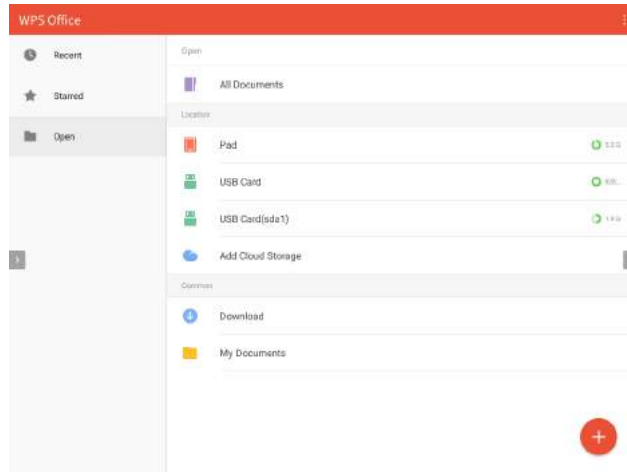 WPS Office
Recent
Starred
Open
Open
All Documents
Location
Pad
USB Card
USB Card(sda1)
Add Cloud Storage
Common
Download
My Documents